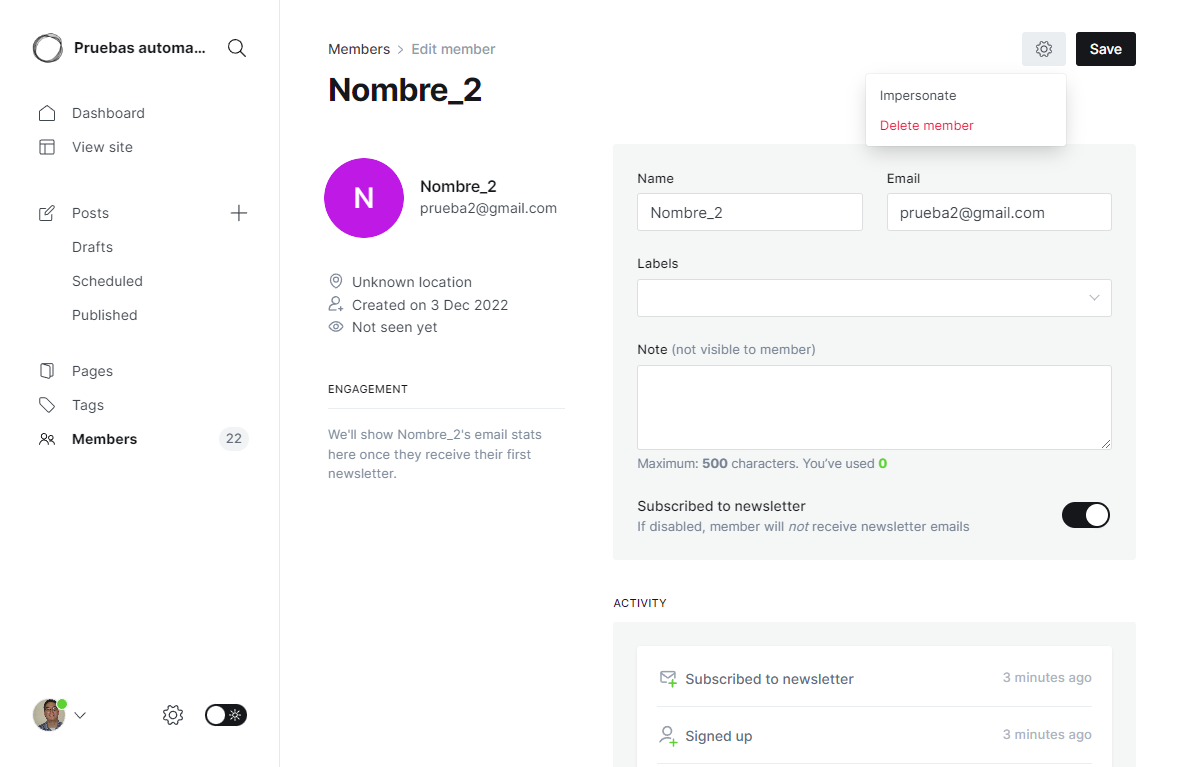 Pruebas automa...
Dashboard
View site
Posts
Drafts
Scheduled
Published
Pages
Tags
Members 22
Members > Edit member
Save
Nombre_2
Impersonate
Delete member
N
Nombre_2
prueba2@gmail.com
Unknown location
Created on 3 Dec 2022
Not seen yet
ENGAGEMENT
We'll show Nombre_2's email stats
here once they receive their first
newsletter.
Name Email
Nombre_2 prueba2@gmail.com
Labels
Note (not visible to member)
Maximum: 500 characters. You've used 0
Subscribed to newsletter
If disabled, member will not receive newsletter emails
ACTIVITY
Subscribed to newsletter 3 minutes ago
Signed up 3 minutes ago